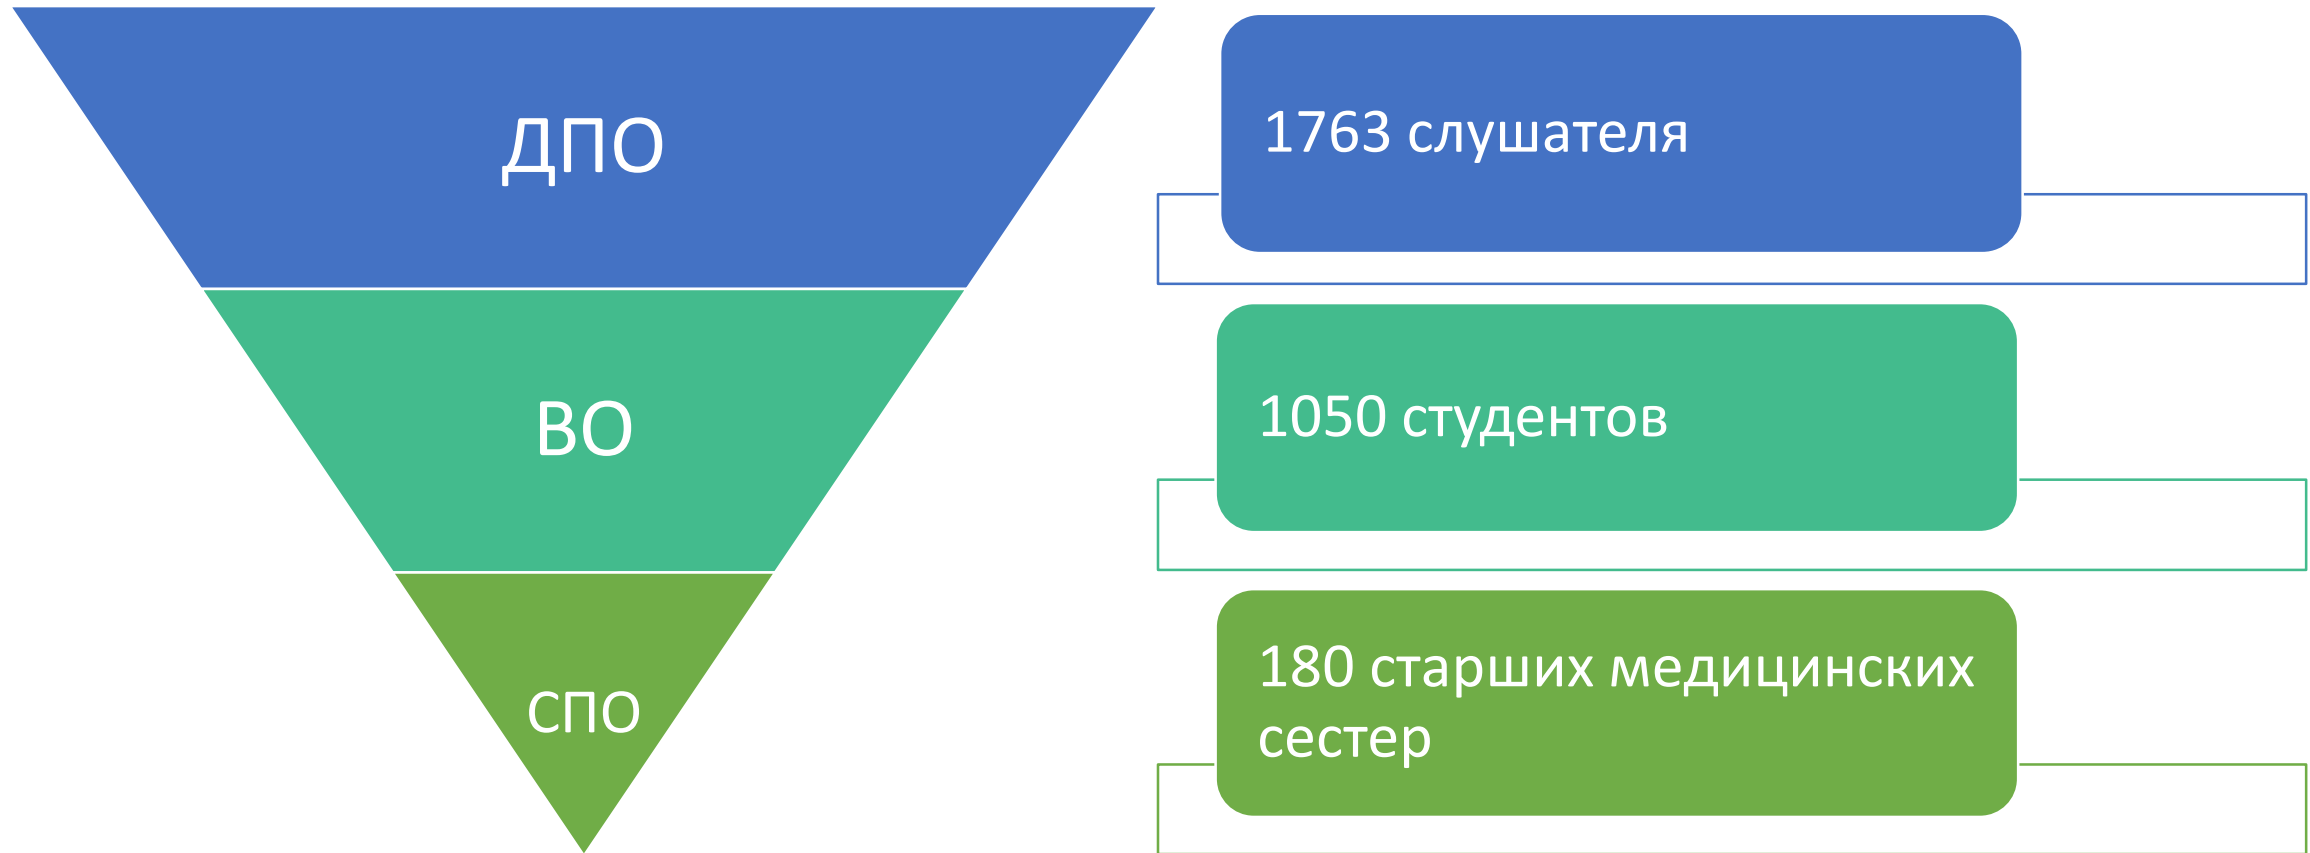 ДПО
1763 слушателя
ВО
1050 студентов
СПО
180 старших медицинских
сестер